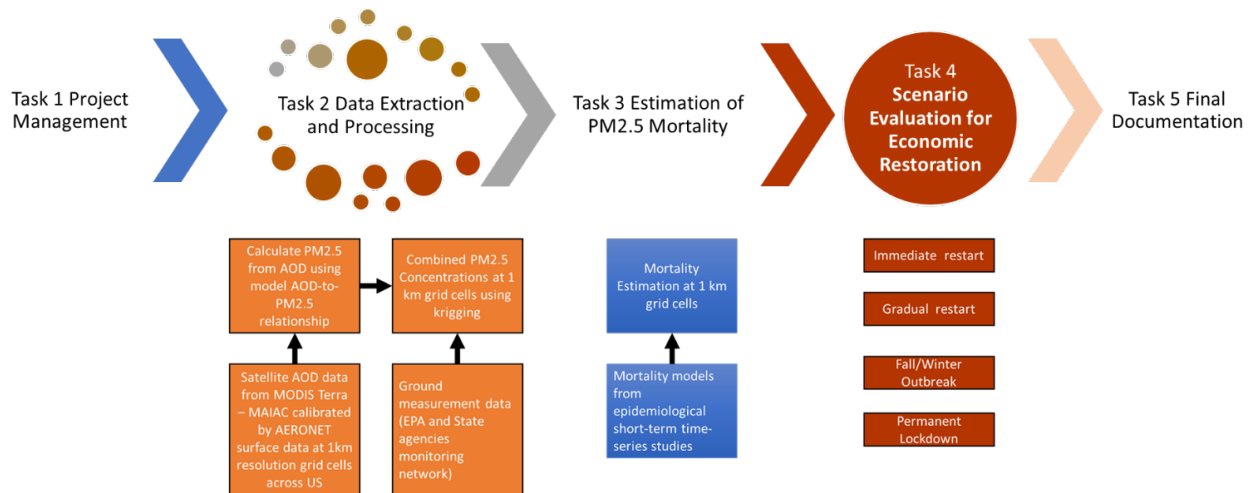 Task 1 Project
Management
Task 2 Data Extraction
and Processing
Task 3 Estimation of
PM2.5 Mortality
Task 4
Scenario
Evaluation for
Economic
Restoration
Task 5 Final
Documentation
Calculate PM2.5
from AOD using
model AOD-to-
PM2.5
relationship
Combined PM2.5
Concentrations at 1
km grid cells using
krigging
Satellite AOD data
from MODIS Terra
– MAIAC calibrated
by AERONET
surface data at 1km
resolution grid cells
across US
Ground
measurement data
(EPA and State
agencies
monitoring
network)
Mortality
Estimation at 1 km
grid cells
Mortality models
from
epidemiological
short-term time-
series studies
Immediate restart
Gradual restart
Fall/Winter
Outbreak
Permanent
Lockdown